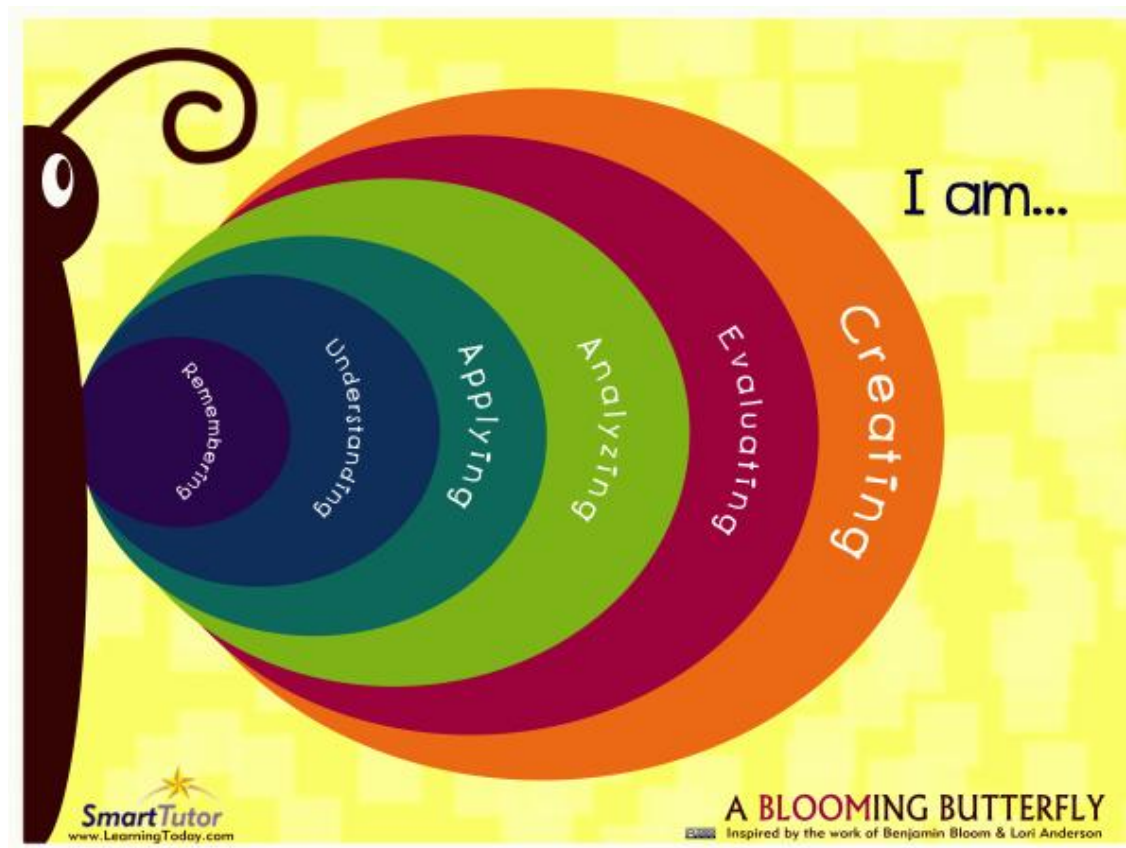 I am...
Remembering
Understanding
Applying
Analyzing
Evaluating
Creating
SmartTutor
www.LearningToday.com
A BLOOMING BUTTERFLY
Inspired by the work of Benjamin Bloom & Lori Anderson